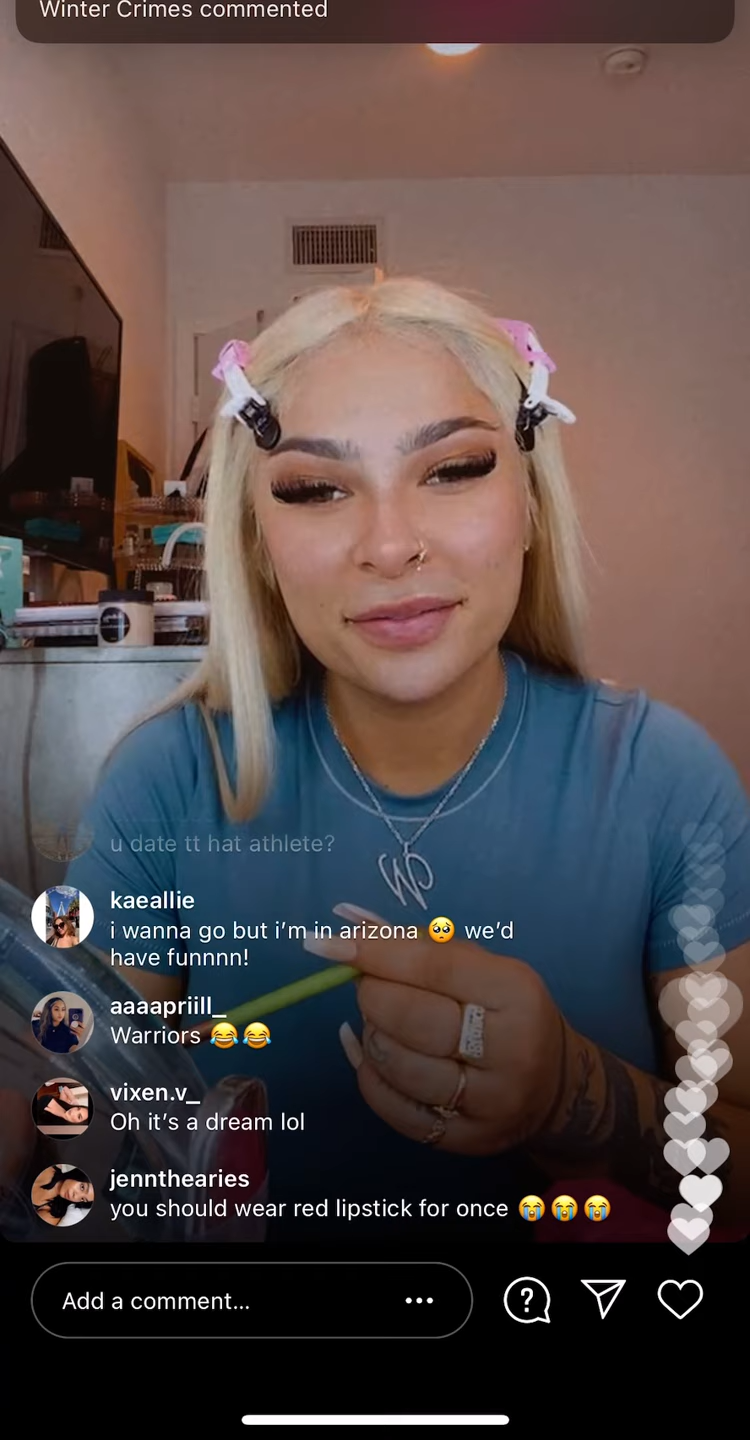 Winter Crimes commented
u date tt hat athlete?
kaeallie
i wanna go but i’m in arizona 🥺 we’d
have funnnn!
aaaapriill_
Warriors 😂😂
vixen.v_
Oh it’s a dream lol
jennthearies
you should wear red lipstick for once 😭😭😭
Add a comment...